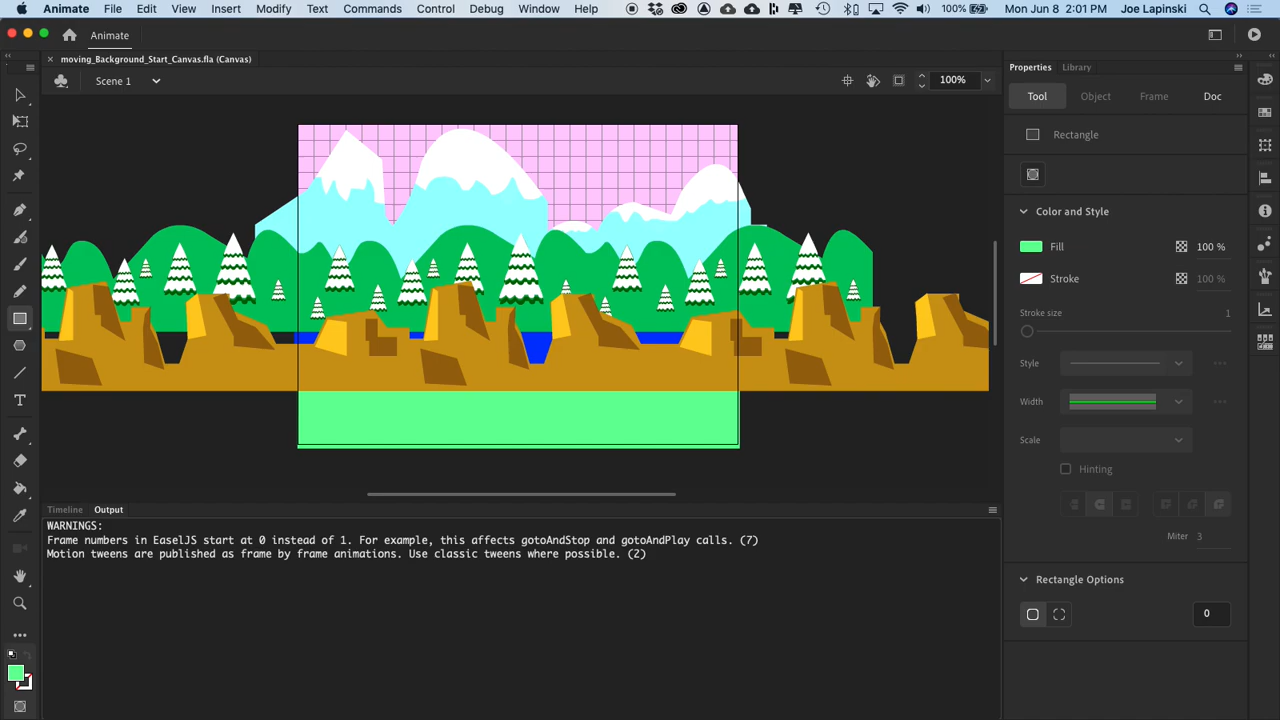 Animate File Edit View Insert Modify Text Commands Control Debug Window Help 100% Mon Jun 8 2:01 PM Joe Lapinski
Animate
× moving_Background_Start_Canvas.fla (Canvas)
Scene 1
100%
Properties Library
Tool Object Frame Doc
Rectangle
Color and Style
Fill 100 %
Stroke 100 %
Stroke size 1
Style
Width
Scale
Hinting
Miter 3
Rectangle Options
0
T
Timeline Output
WARNINGS:
Frame numbers in EaselJS start at 0 instead of 1. For example, this affects gotoAndStop and gotoAndPlay calls. (7)
Motion tweens are published as frame by frame animations. Use classic tweens where possible. (2)